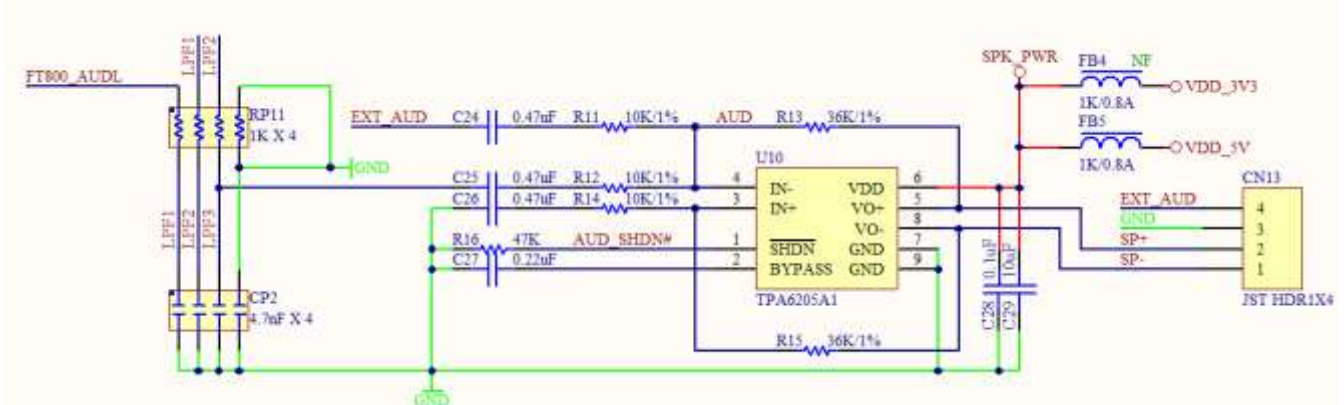 LPF1
LPF2
SPK_PWR
FB4 NF
VDD_3V3
1K/0.8A
FB5
VDD_5V
1K/0.8A
FT800_AUDL
RP11
1K X 4
GND
EXT_AUD C24 0.47uF R11 10K/1% AUD R13 36K/1%
U10
C25 0.47uF R12 10K/1% 4 IN- VDD 6
C26 0.47uF R14 10K/1% 3 IN+ VO+ 5
VO- 8
R16 47K AUD_SHDN# 1 SHDN GND 7
C27 0.22uF 2 BYPASS GND 9
TPA6205A1
CN13
EXT_AUD 4
GND 3
SP+ 2
SP- 1
JST HDR1X4
LPF1
LPF2
LPF3
CP2
4.7nF X 4
0.1uF
10uF
C28
C29
R15 36K/1%
GND